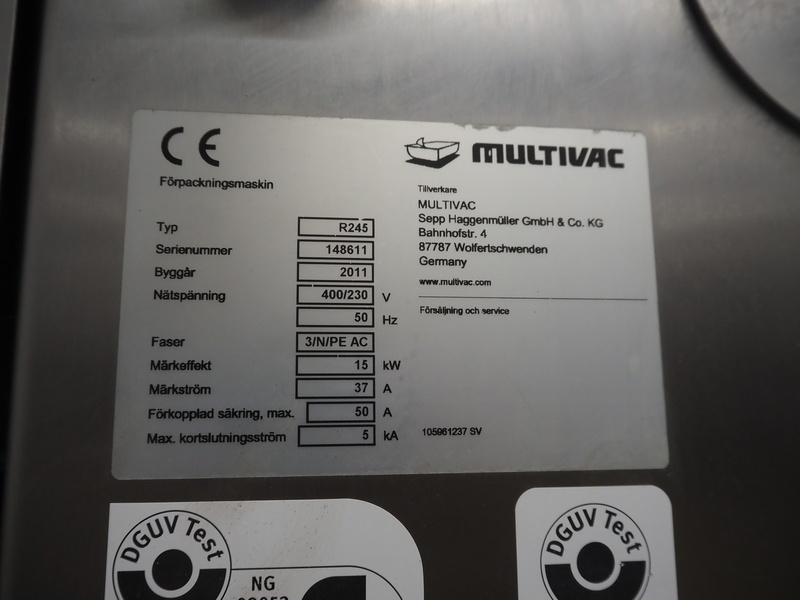 CE
Förpackningsmaskin
Typ R245
Serienummer 148611
Byggår 2011
Nätspänning 400/230 V
50 Hz
Faser 3/N/PE AC
Märkeffekt 15 kW
Märkström 37 A
Förkopplad säkring, max. 50 A
Max. kortslutningsström 5 kA
MULTIVAC
Tillverkare
MULTIVAC
Sepp Haggenmüller GmbH & Co. KG
Bahnhofstr. 4
87787 Wolfertschwenden
Germany
www.multivac.com
Försäljning och service
105961237 SV
DGUV Test
NG
DGUV Test